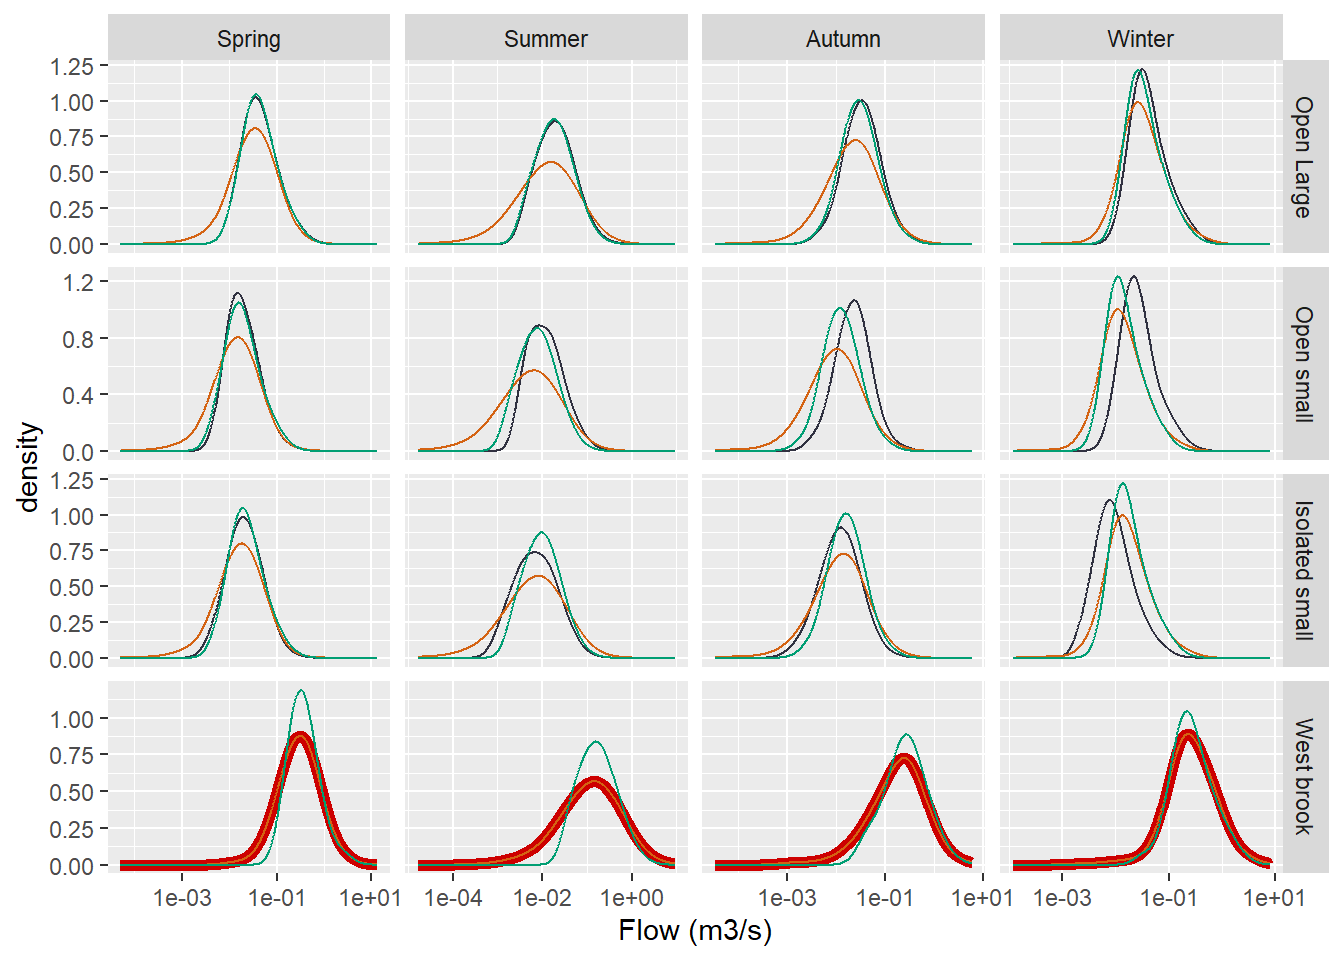 Spring Summer Autumn Winter
1.25
1.00
0.75
0.50
0.25
0.00
Open Large
1.2
0.8
0.4
0.0
Open small
density
1.25
1.00
0.75
0.50
0.25
0.00
Isolated small
1.00
0.75
0.50
0.25
0.00
West brook
1e-03 1e-01 1e+01 1e-04 1e-02 1e+00 1e-03 1e-01 1e+01 1e-03 1e-01 1e+01
Flow (m3/s)